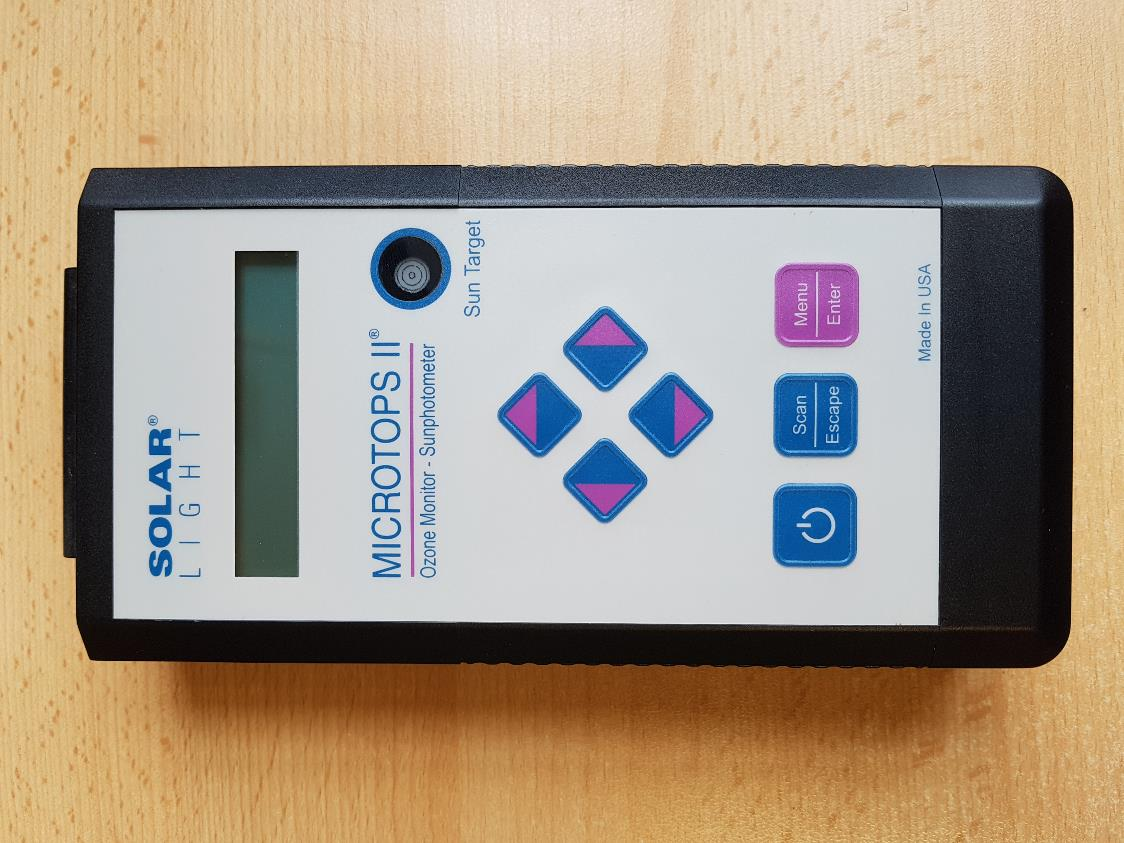 SOLAR®
LIGHT
MICROTOPS II®
Ozone Monitor - Sunphotometer
Sun Target
Scan
Escape
Menu
Enter
Made In USA